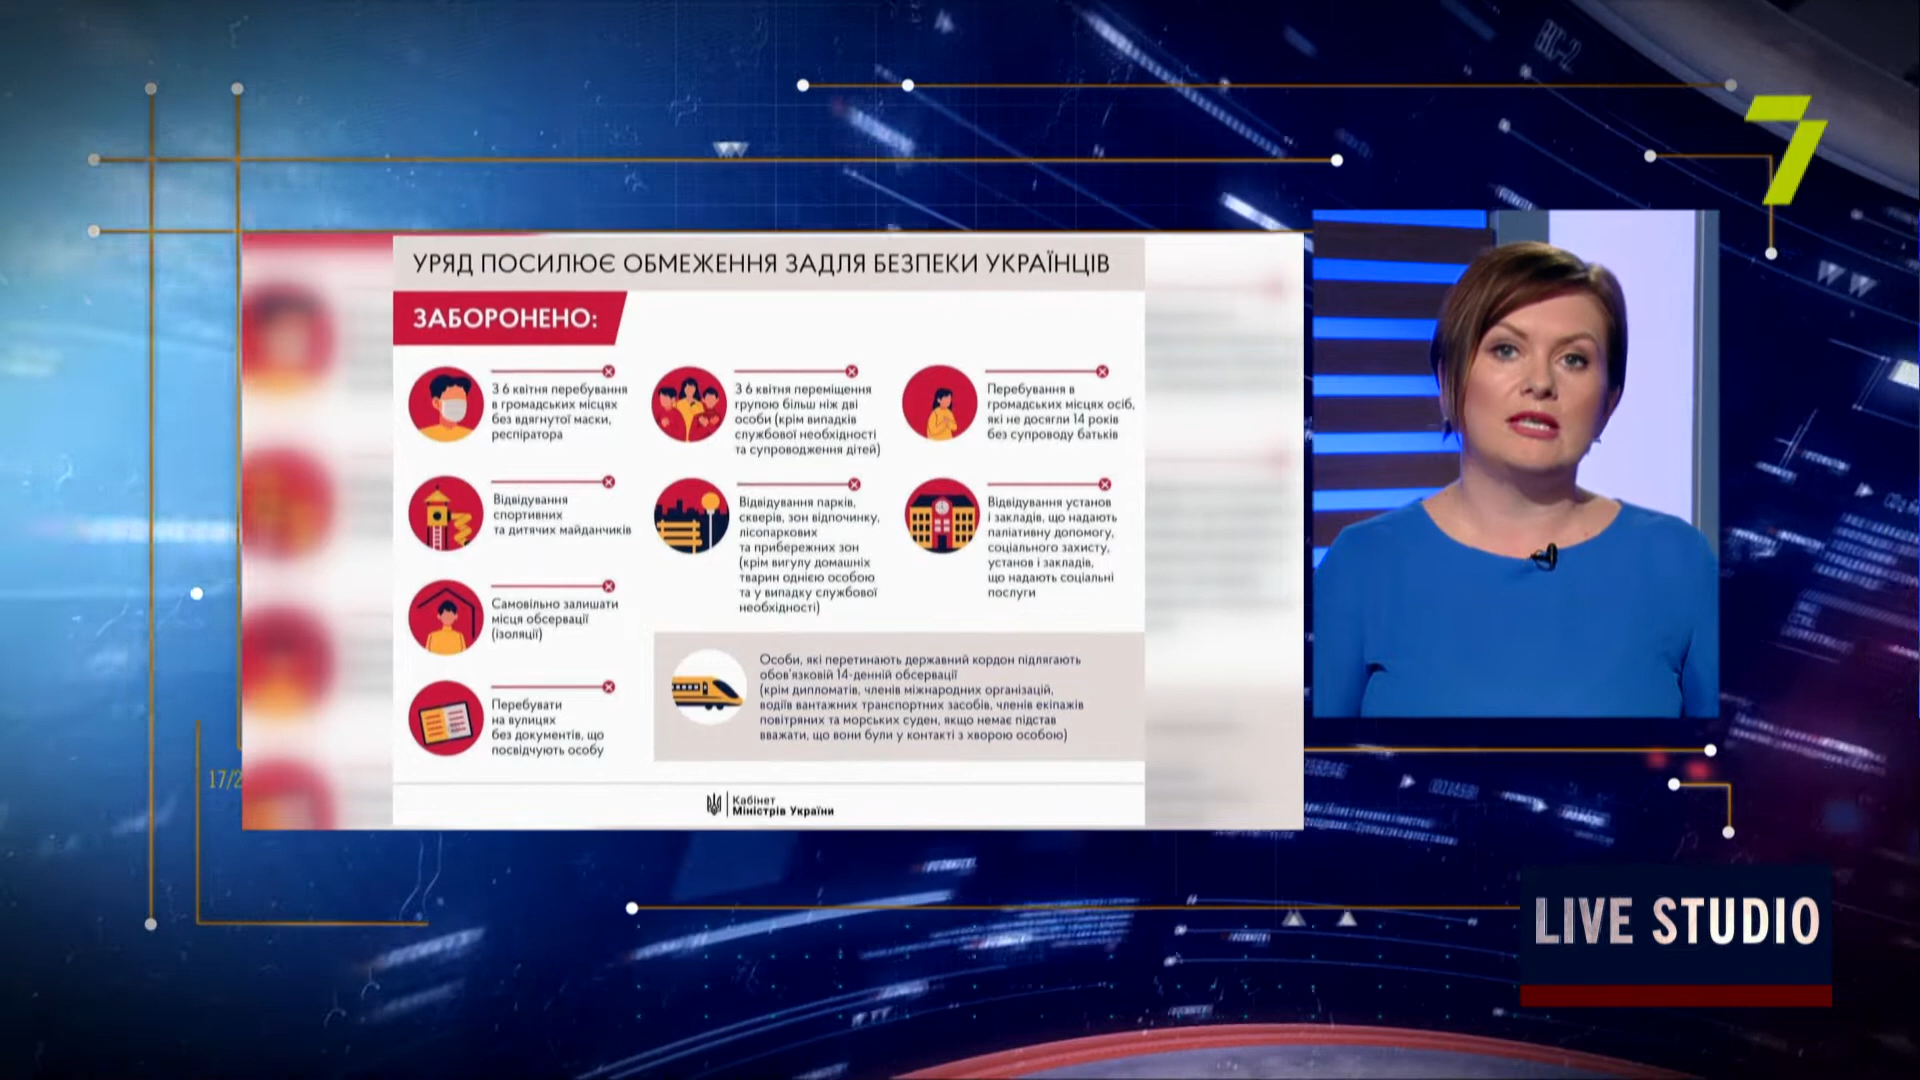 7
УРЯД ПОСИЛЮЄ ОБМЕЖЕННЯ ЗАДЛЯ БЕЗПЕКИ УКРАЇНЦІВ
ЗАБОРОНЕНО:
З 6 квітня перебування
в громадських місцях
без вдягнутої маски,
респіратора
З 6 квітня переміщення
групою більш ніж дві
особи (крім випадків
службової необхідності
та супроводження дітей)
Перебування в
громадських місцях осіб,
які не досягли 14 років
без супроводу батьків
Відвідування
спортивних
та дитячих майданчиків
Відвідування парків,
скверів, зон відпочинку,
лісопаркових
та прибережних зон
(крім вигулу домашніх
тварин однією особою
та у випадку службової
необхідності)
Відвідування установ
і закладів, що надають
паліативну допомогу,
соціального захисту,
установ і закладів,
що надають соціальні
послуги
Самовільно залишати
місця обсервації
(ізоляції)
Перебувати
на вулицях
без документів, що
посвідчують особу
Особи, які перетинають державний кордон підлягають
обов'язковій 14-денній обсервації
(крім дипломатів, членів міжнародних організацій,
водіїв вантажних транспортних засобів, членів екіпажів
повітряних та морських суден, якщо немає підстав
вважати, що вони були у контакті з хворою особою)
Кабінет
Міністрів України
17/2
LIVE STUDIO